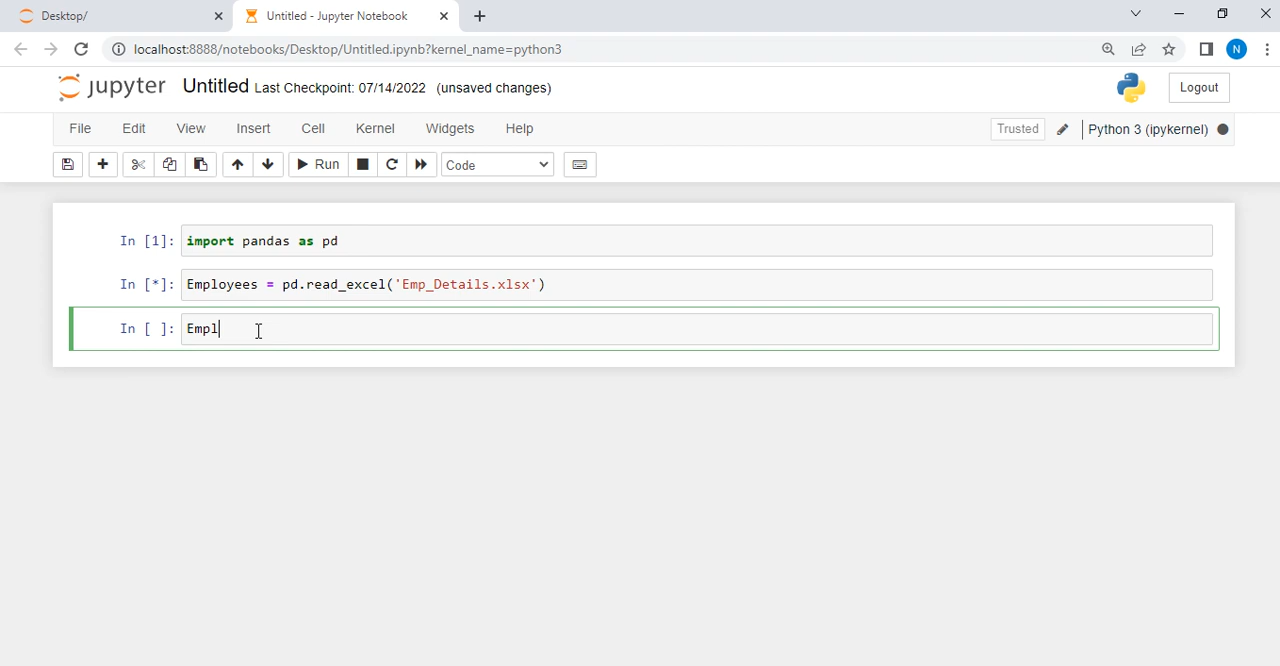 Desktop/
Untitled - Jupyter Notebook
localhost:8888/notebooks/Desktop/Untitled.ipynb?kernel_name=python3
N
jupyter Untitled Last Checkpoint: 07/14/2022 (unsaved changes)
Logout
File Edit View Insert Cell Kernel Widgets Help
Trusted
Python 3 (ipykernel)
Run
Code
In [1]: import pandas as pd
In [*]: Employees = pd.read_excel('Emp_Details.xlsx')
In [ ]: Empl